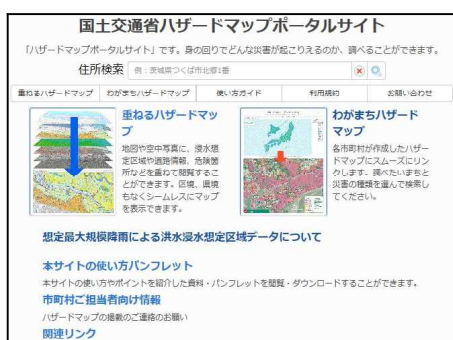 国土交通省ハザードマップポータルサイト
「ハザードマップポータルサイト」です。身の回りでどんな災害が起こりえるのか、調べることができます。
住所検索 例：茨城県つくば市北郷1番
重ねるハザードマップ わがまちハザードマップ 使い方ガイド 利用規約 お問い合わせ
重ねるハザードマッ
プ
地図や空中写真に、浸水想
定区域や道路情報、危険箇
所などを重ねて閲覧するこ
とができます。区境、県境
もなくシームレスにマップ
を表示できます。
わがまちハザード
マップ
各市町村が作成したハザー
ドマップにスムーズにリン
クします。調べたいまちと
災害の種類を選んで検索し
てください。
想定最大規模降雨による洪水浸水想定区域データについて
本サイトの使い方パンフレット
本サイトの使い方やポイントを紹介した資料・パンフレットを閲覧・ダウンロードすることができます。
市町村ご担当者向け情報
ハザードマップの掲載のご連絡のお願い
関連リンク